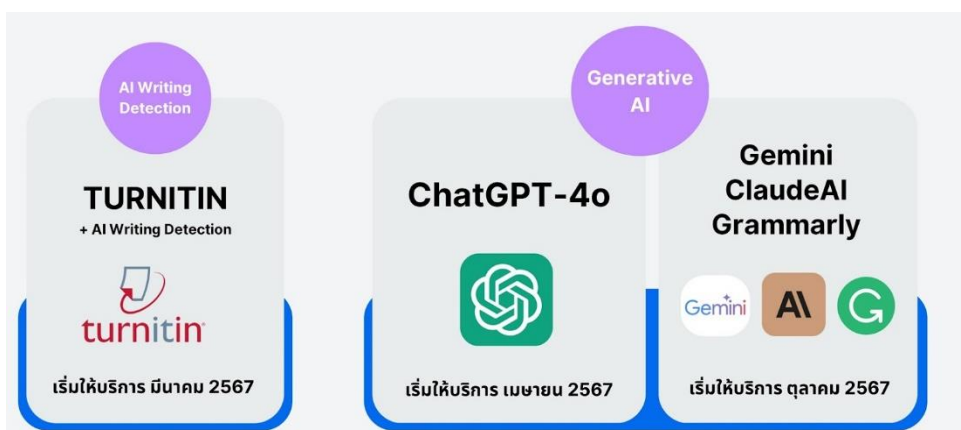 AI Writing
Detection
TURNITIN
+ AI Writing Detection
turnitin
เริ่มให้บริการ มีนาคม 2567
Generative
AI
ChatGPT-4o
เริ่มให้บริการ เมษายน 2567
Gemini
ClaudeAI
Grammarly
Gemini
AI
G
เริ่มให้บริการ ตุลาคม 2567